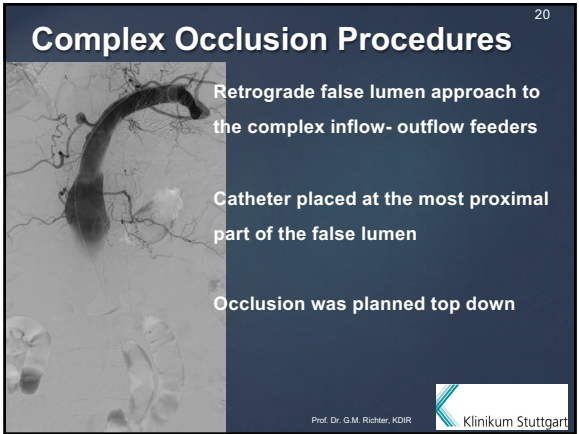 20
Complex Occlusion Procedures
Retrograde false lumen approach to
the complex inflow- outflow feeders
Catheter placed at the most proximal
part of the false lumen
Occlusion was planned top down
Prof. Dr. G.M. Richter, KDIR
Klinikum Stuttgart